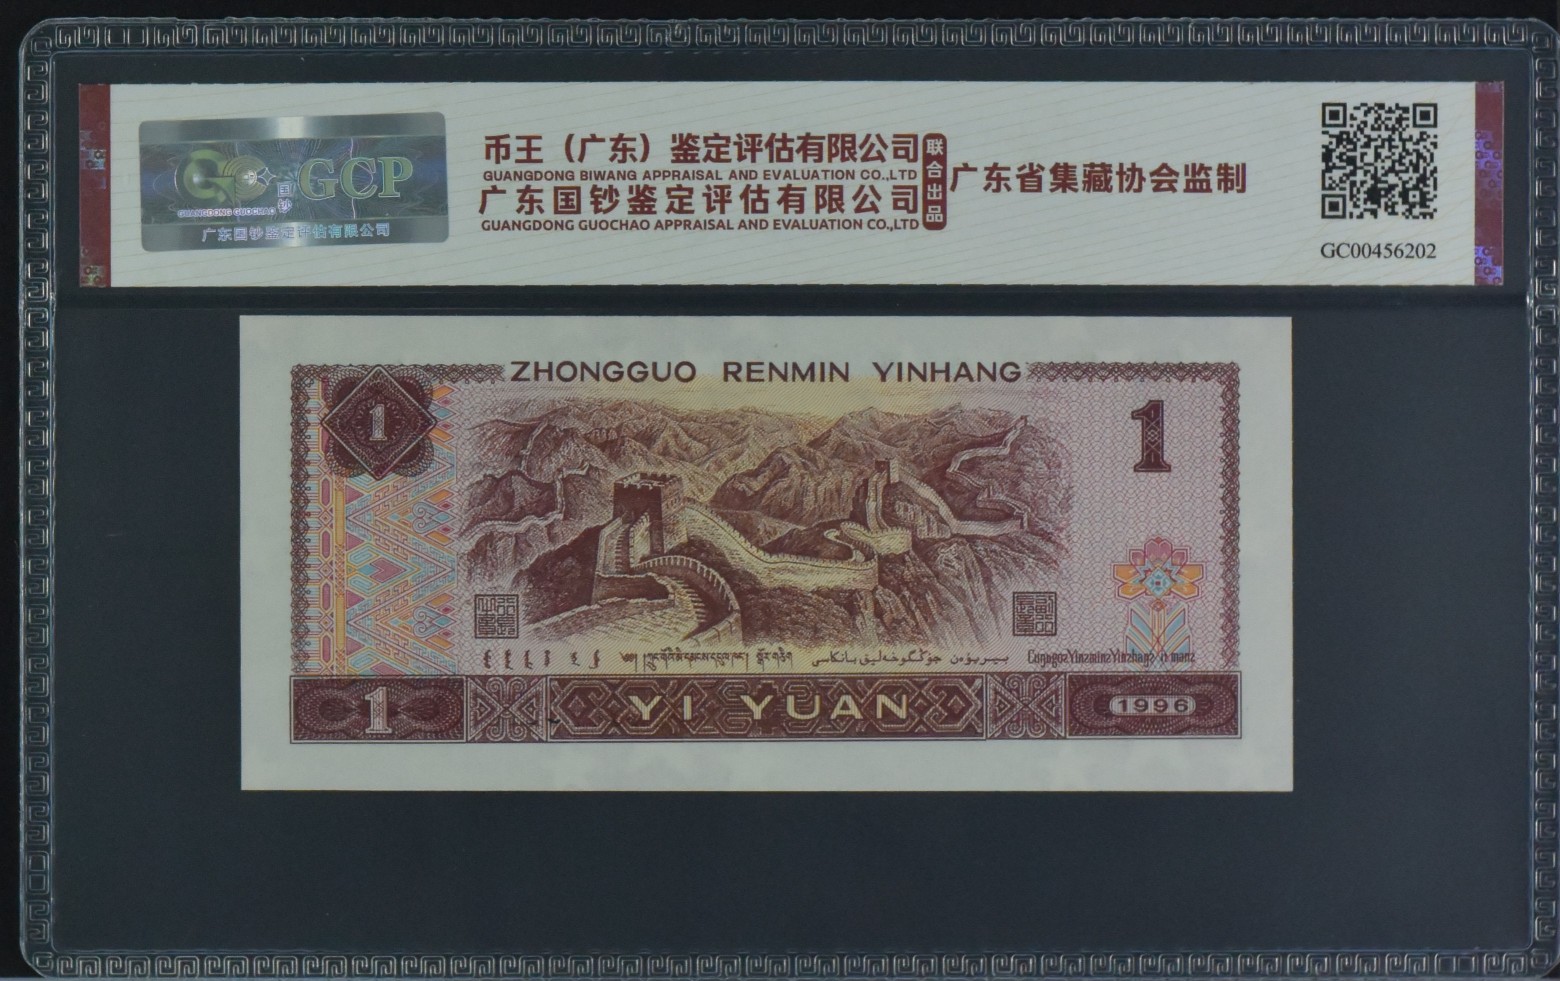 GCP
国
钞
GUANGDONG GUOCHAO
广东国钞鉴定评估有限公司
币王（广东）鉴定评估有限公司
GUANGDONG BIWANG APPRAISAL AND EVALUATION CO.,LTD
广东国钞鉴定评估有限公司
GUANGDONG GUOCHAO APPRAISAL AND EVALUATION CO.,LTD
联合出品
广东省集藏协会监制
GC00456202
ZHONGGUO RENMIN YINHANG
1
1
1
YI YUAN
1996